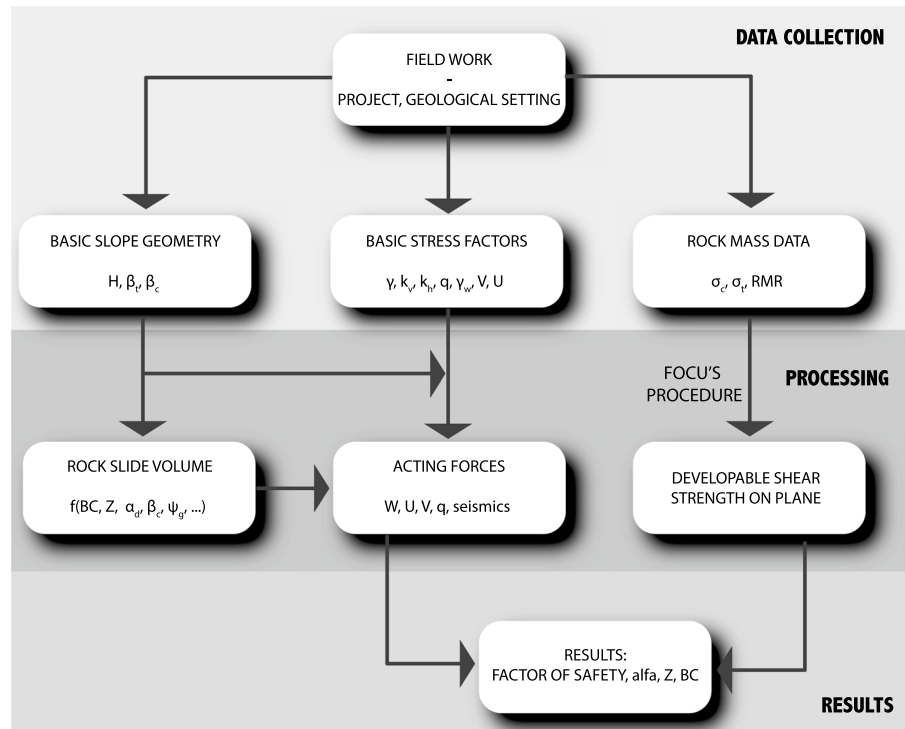 DATA COLLECTION
FIELD WORK
-
PROJECT, GEOLOGICAL SETTING
BASIC SLOPE GEOMETRY
H, βt, βc
BASIC STRESS FACTORS
γ, kv, kh, q, γw, V, U
ROCK MASS DATA
σc, σt, RMR
FOCU'S
PROCEDURE
PROCESSING
ROCK SLIDE VOLUME
f(BC, Z, αd, βc, ψg, ...)
ACTING FORCES
W, U, V, q, seismics
DEVELOPABLE SHEAR
STRENGTH ON PLANE
RESULTS:
FACTOR OF SAFETY, alfa, Z, BC
RESULTS